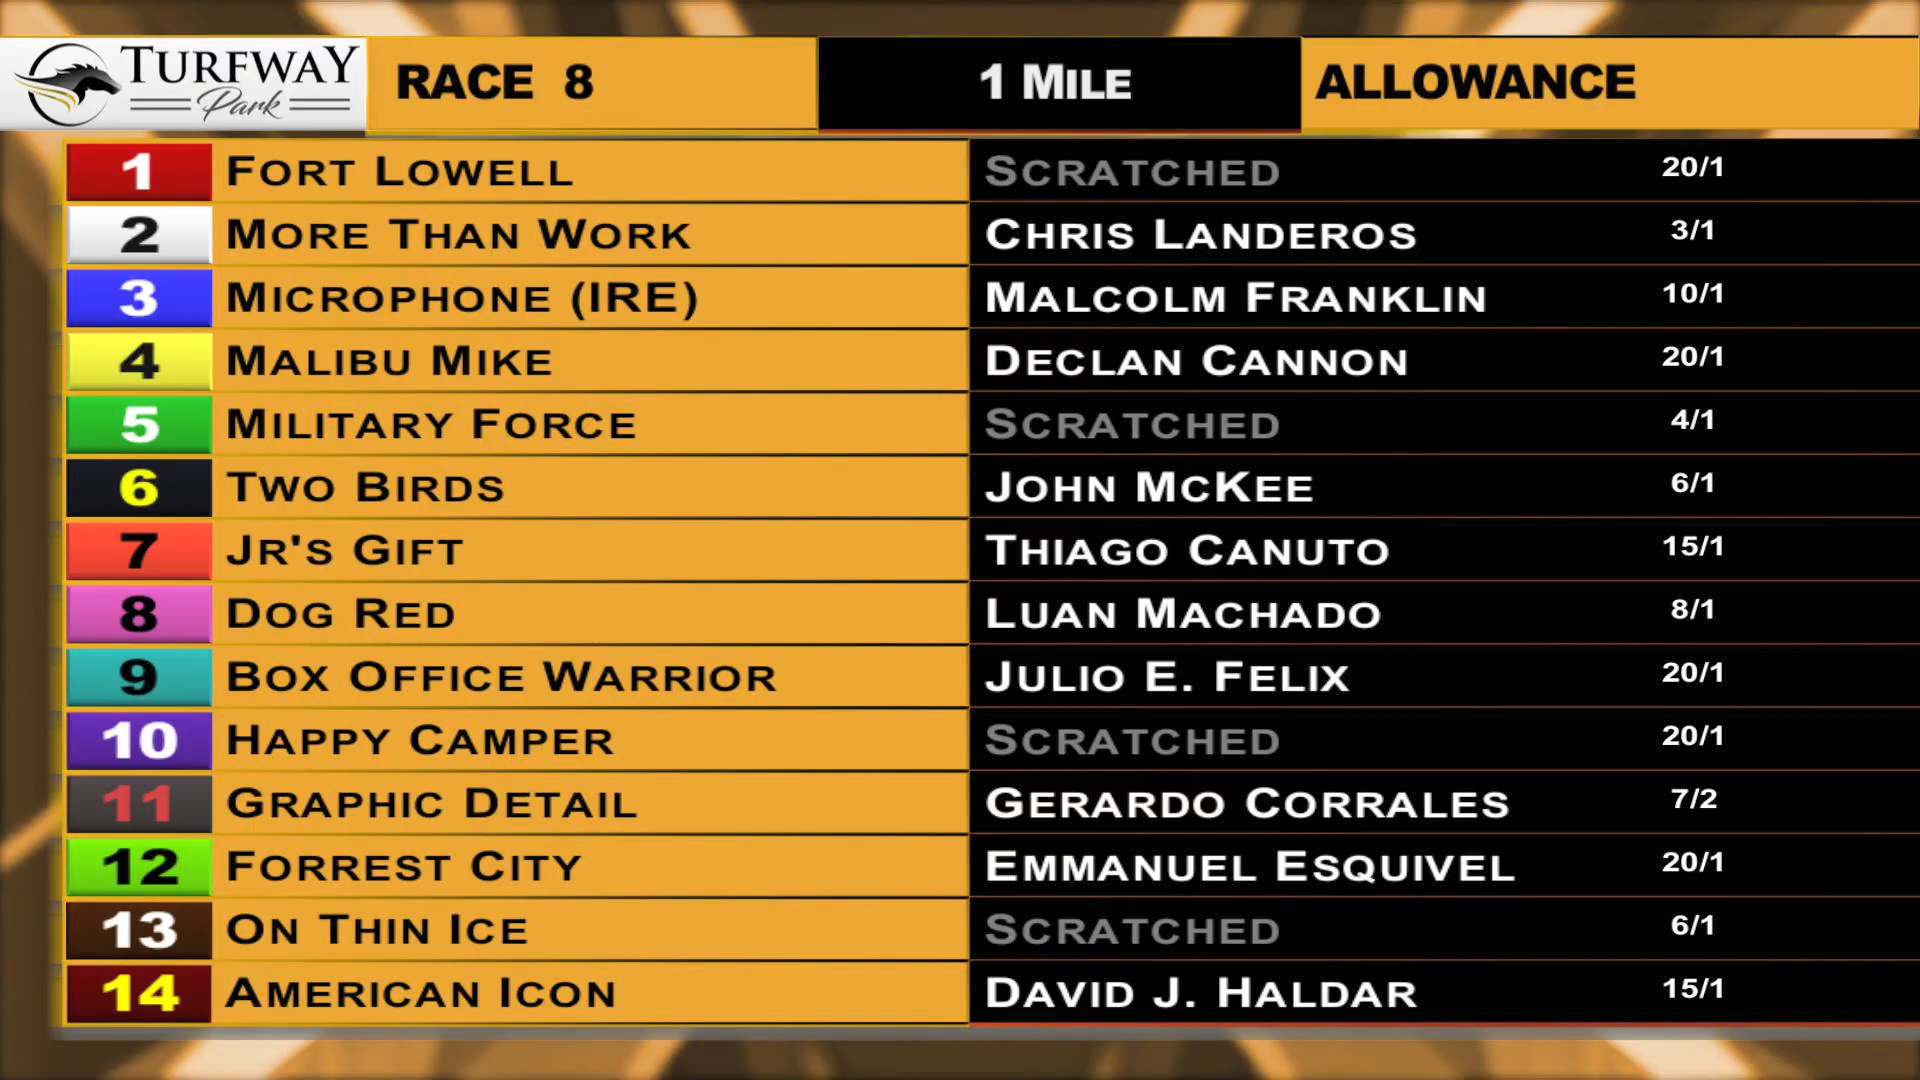 TURFWAY Park RACE 8 1 MILE ALLOWANCE
1 FORT LOWELL SCRATCHED 20/1
2 MORE THAN WORK CHRIS LANDEROS 3/1
3 MICROPHONE (IRE) MALCOLM FRANKLIN 10/1
4 MALIBU MIKE DECLAN CANNON 20/1
5 MILITARY FORCE SCRATCHED 4/1
6 TWO BIRDS JOHN MCKEE 6/1
7 JR'S GIFT THIAGO CANUTO 15/1
8 DOG RED LUAN MACHADO 8/1
9 BOX OFFICE WARRIOR JULIO E. FELIX 20/1
10 HAPPY CAMPER SCRATCHED 20/1
11 GRAPHIC DETAIL GERARDO CORRALES 7/2
12 FORREST CITY EMMANUEL ESQUIVEL 20/1
13 ON THIN ICE SCRATCHED 6/1
14 AMERICAN ICON DAVID J. HALDAR 15/1